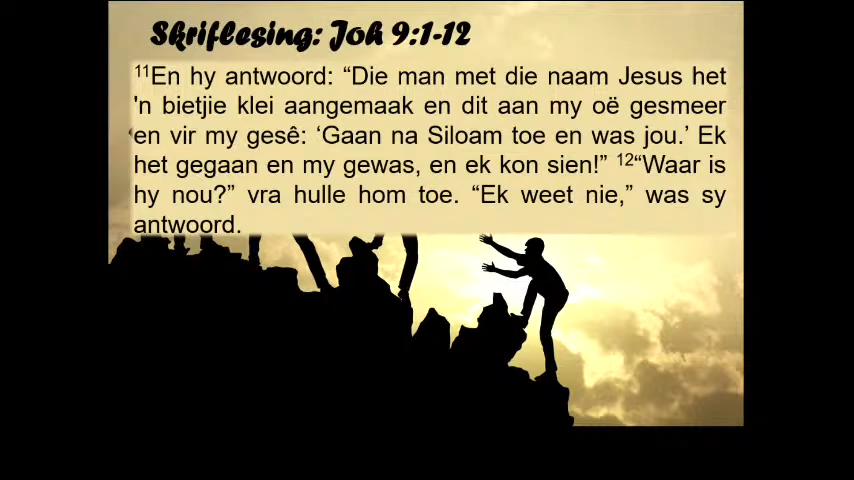 Skriflesing: Joh 9:1-12
¹¹En hy antwoord: “Die man met die naam Jesus het
'n bietjie klei aangemaak en dit aan my oë gesmeer
en vir my gesê: ‘Gaan na Siloam toe en was jou.’ Ek
het gegaan en my gewas, en ek kon sien!” ¹²“Waar is
hy nou?” vra hulle hom toe. “Ek weet nie,” was sy
antwoord.